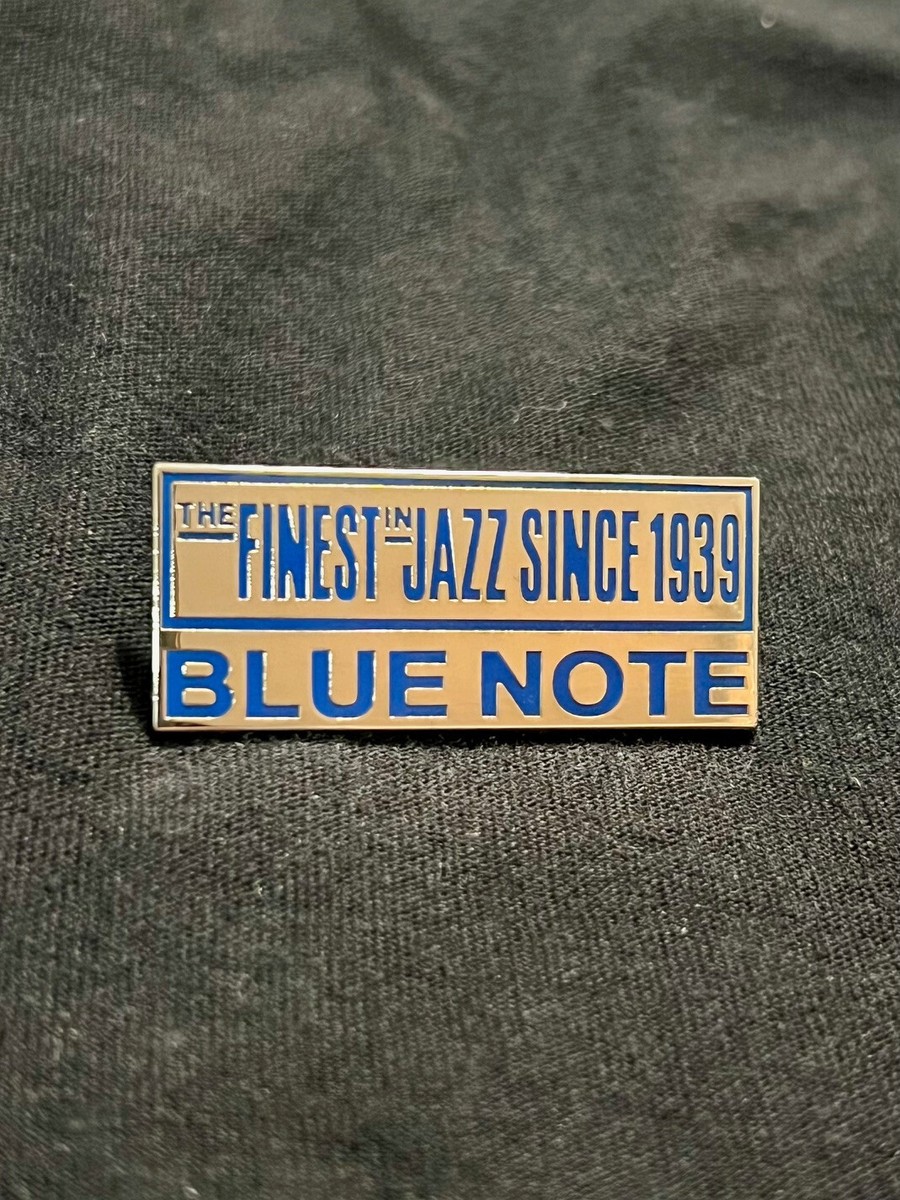 THE FINEST IN JAZZ SINCE 1939
BLUE NOTE